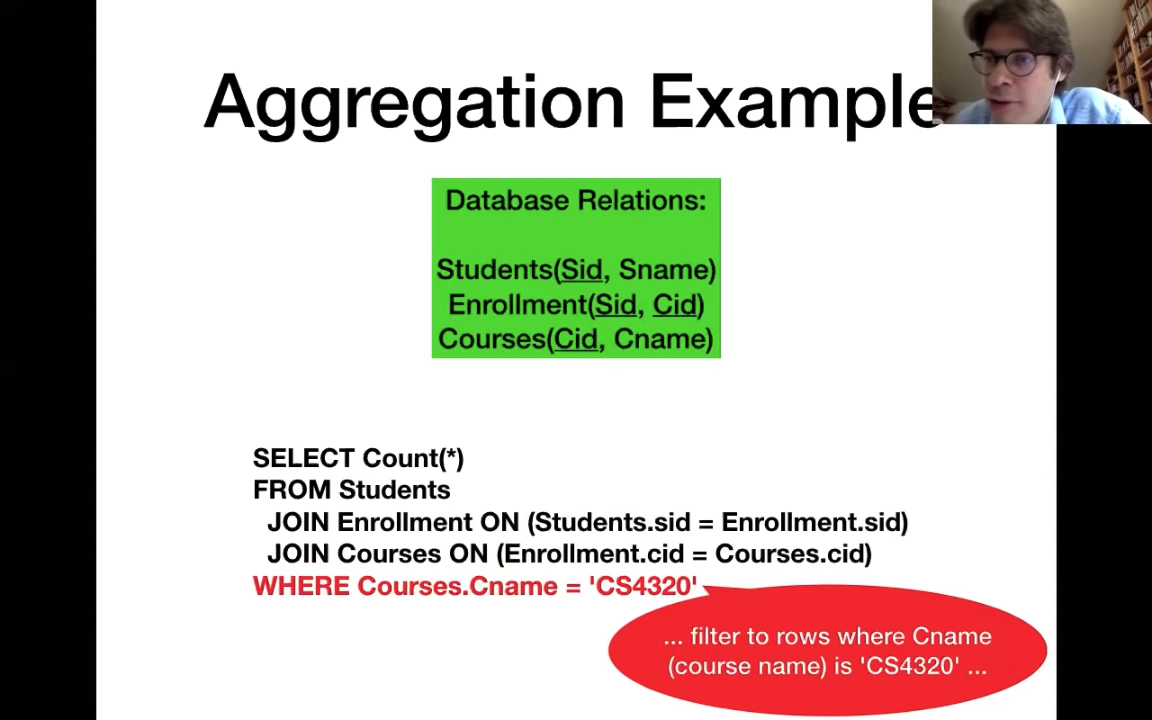 Aggregation Example
Database Relations:
Students(Sid, Sname)
Enrollment(Sid, Cid)
Courses(Cid, Cname)
SELECT Count(*)
FROM Students
JOIN Enrollment ON (Students.sid = Enrollment.sid)
JOIN Courses ON (Enrollment.cid = Courses.cid)
WHERE Courses.Cname = 'CS4320'
... filter to rows where Cname
(course name) is 'CS4320' ...